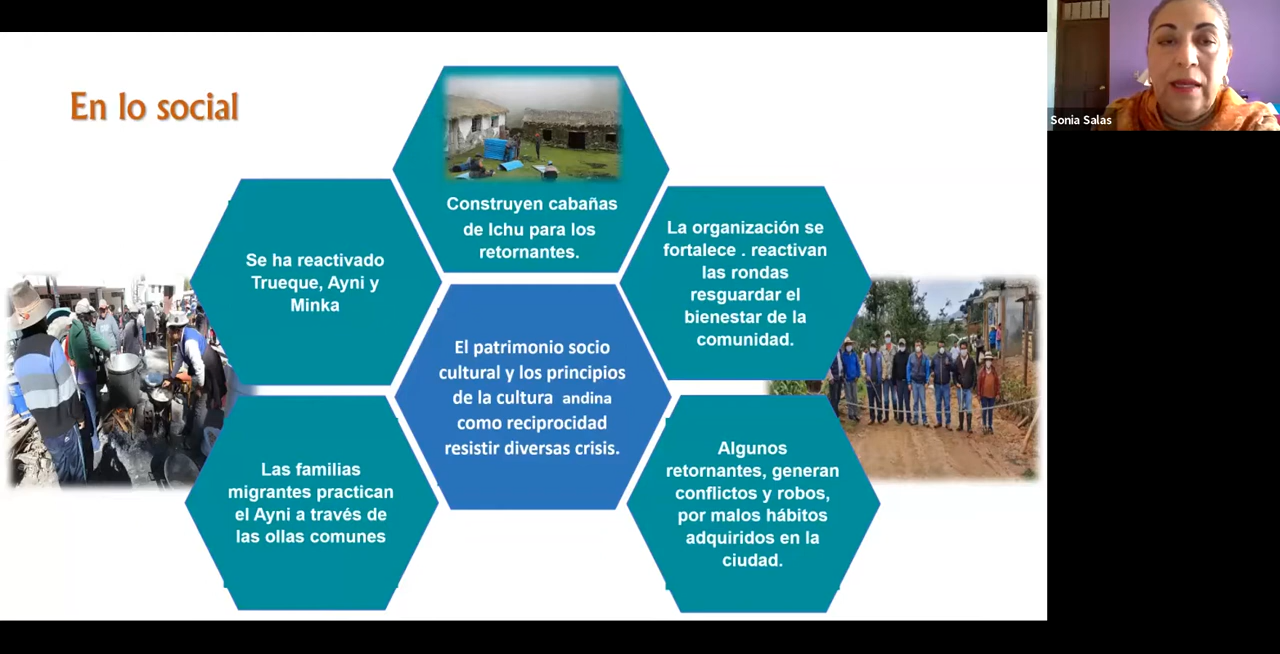 En lo social
Construyen cabañas
de Ichu para los
retornantes.
Se ha reactivado
Trueque, Ayni y
Minka
La organización se
fortalece . reactivan
las rondas
resguardar el
bienestar de la
comunidad.
El patrimonio socio
cultural y los principios
de la cultura andina
como reciprocidad
resistir diversas crisis.
Las familias
migrantes practican
el Ayni a través de
las ollas comunes
Algunos
retornantes, generan
conflictos y robos,
por malos hábitos
adquiridos en la
ciudad.
Sonia Salas